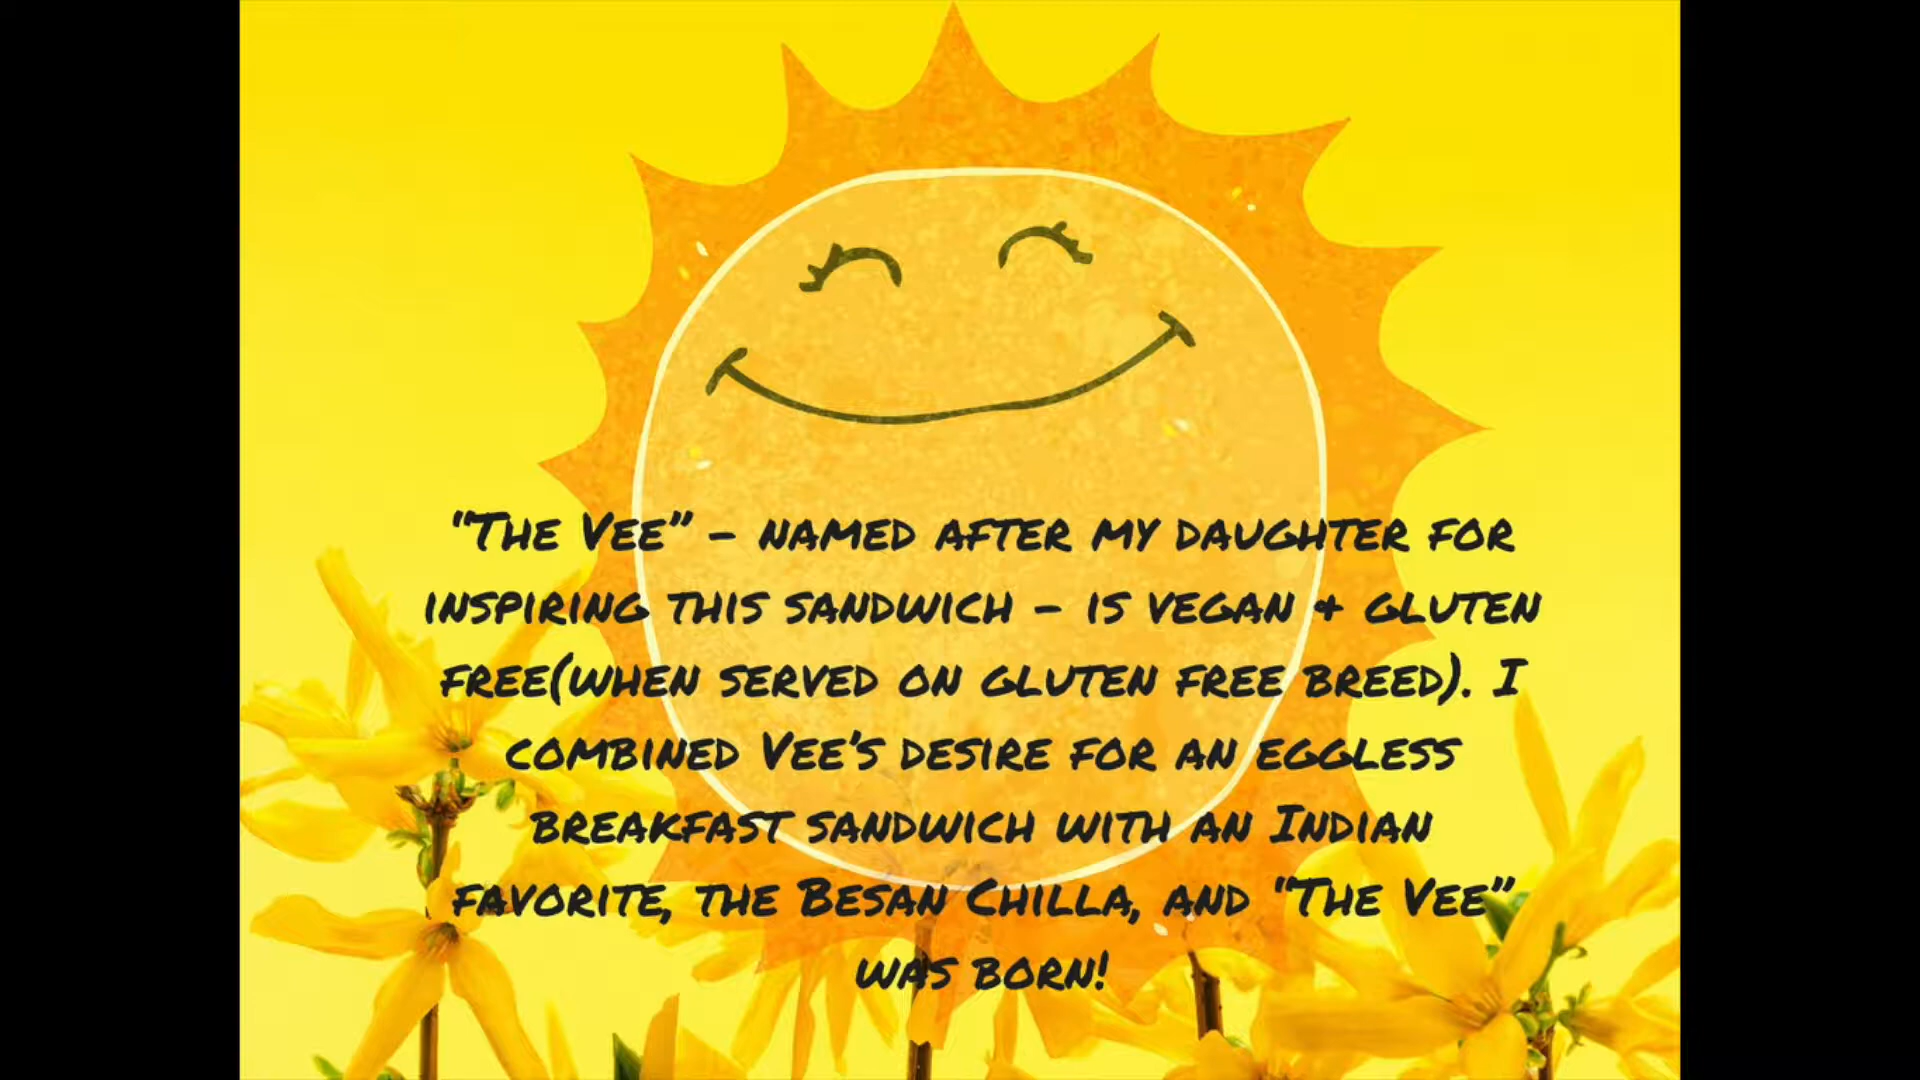 “The Vee” – named after my daughter for
inspiring this sandwich – is vegan & gluten
free(when served on gluten free breed). I
combined Vee’s desire for an eggless
breakfast sandwich with an Indian
favorite, the Besan Chilla, and “The Vee”
was born!